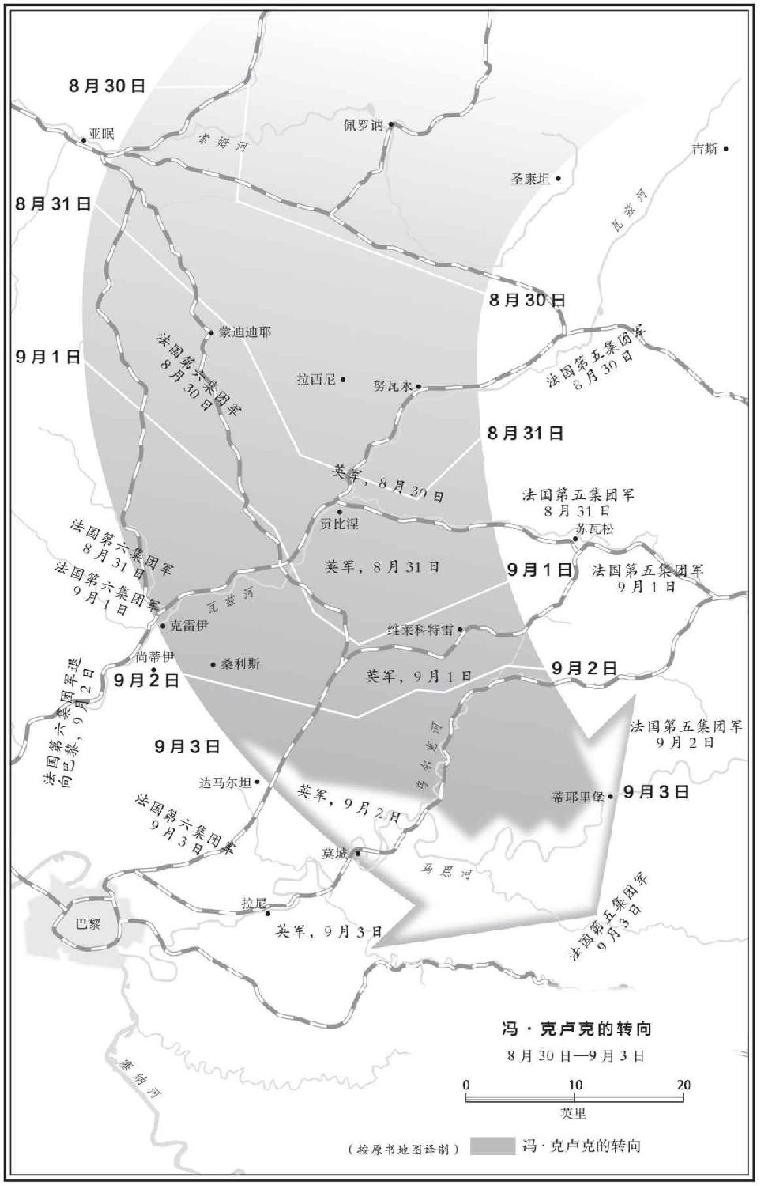 8月30日
亚眠
索姆河
佩罗讷
吉斯
圣康坦
瓦兹河
8月31日
8月30日
9月1日
法国第六集团军
8月30日
蒙迪迪耶
拉西尼
努瓦永
法国第五集团军
8月30日
8月31日
英军，8月30日
贡比涅
法国第五集团军
8月31日
苏瓦松
法国第六集团军
8月31日
法国第六集团军
9月1日
英军，8月31日
9月1日
法国第五集团军
9月1日
瓦兹河
克雷伊
维莱科特雷
尚蒂伊
桑利斯
9月2日
英军，9月1日
9月2日
法国第六集团军退
向巴黎，9月2日
法国第五集团军
9月2日
9月3日
达马尔坦
英军，9月2日
蒂耶里堡
9月3日
法国第六集团军
9月3日
莫城
马恩河
拉尼
巴黎
英军，9月3日
法国第五集团军
9月3日
塞纳河
冯·克卢克的转向
8月30日—9月3日
0 10 20
英里
（按原书地图译制）
冯·克卢克的转向